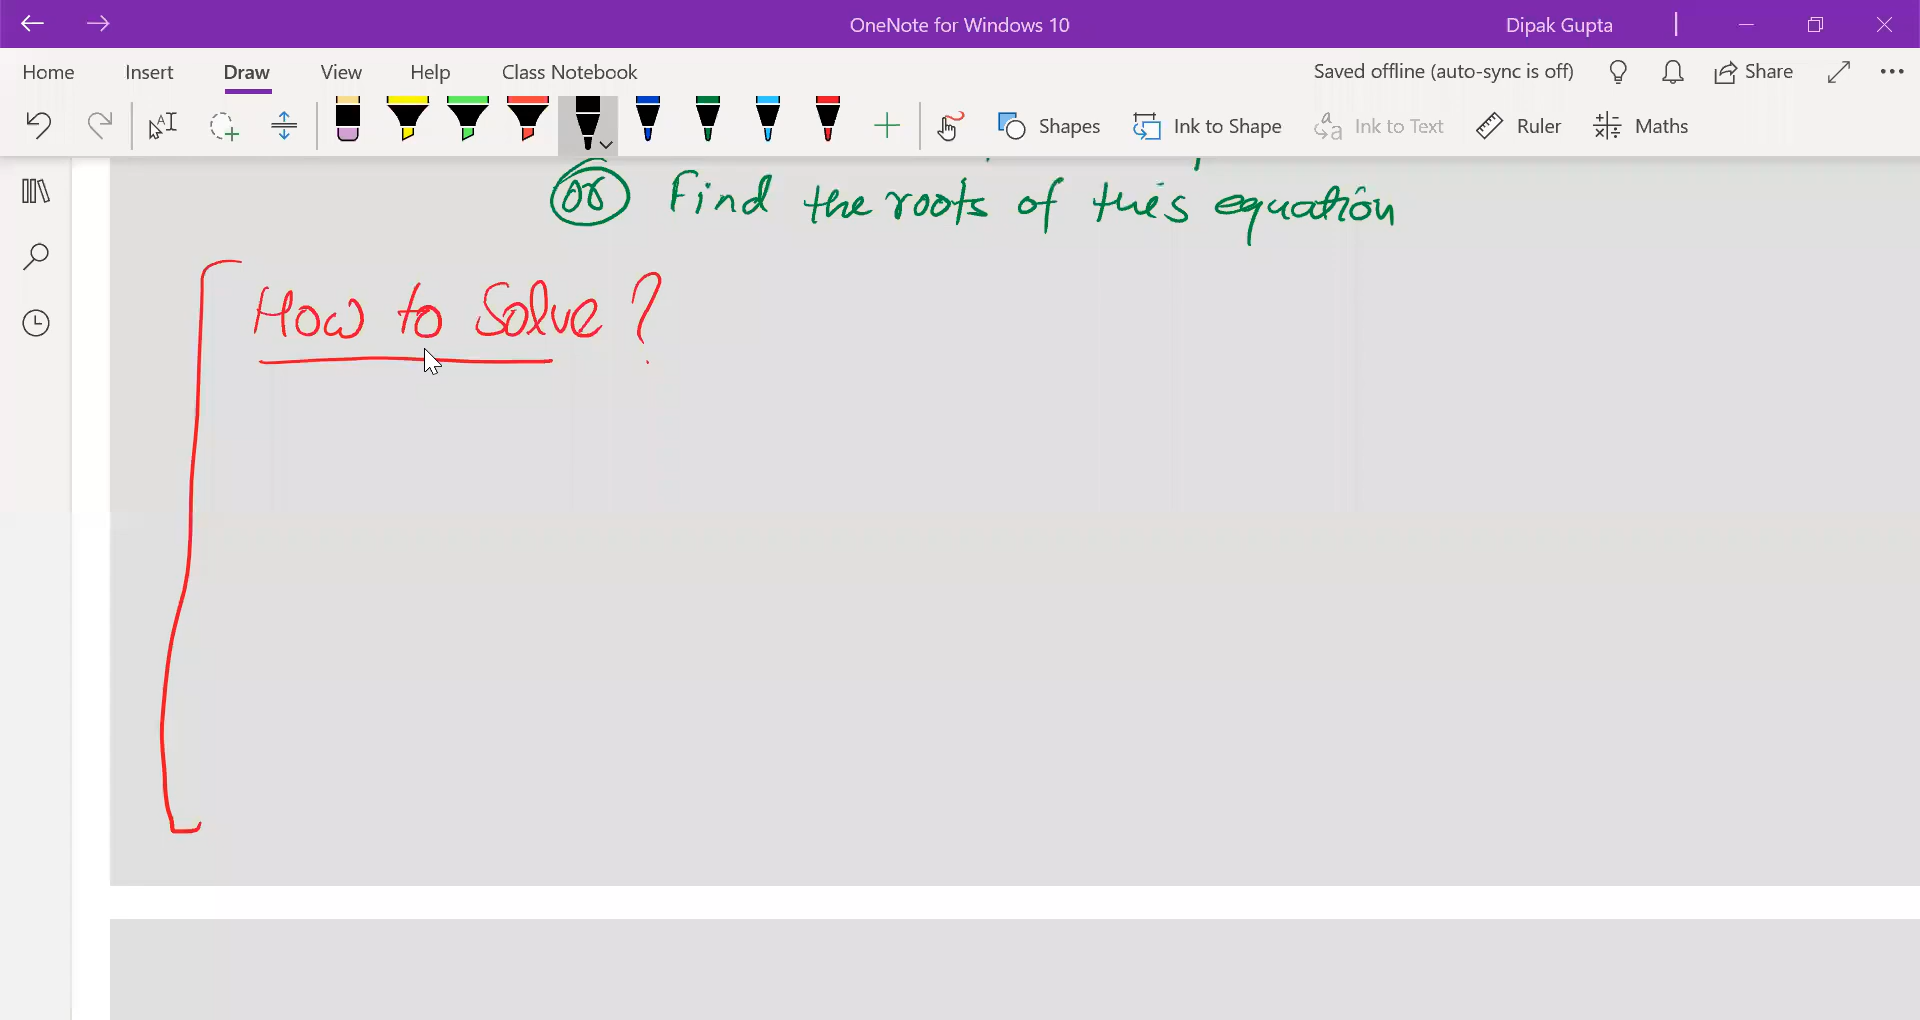 OneNote for Windows 10
Dipak Gupta
Home Insert Draw View Help Class Notebook
Saved offline (auto-sync is off) Share
Shapes Ink to Shape Ink to Text Ruler Maths
OR Find the roots of this equation
How to Solve ?